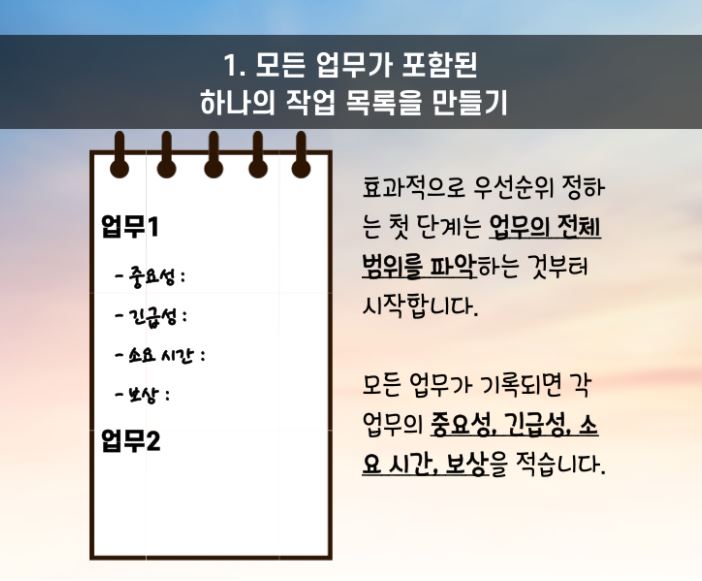 1. 모든 업무가 포함된
하나의 작업 목록을 만들기
업무1
- 중요성 :
- 긴급성 :
- 소요 시간 :
- 보상 :
업무2
효과적으로 우선순위 정하
는 첫 단계는 업무의 전체
범위를 파악하는 것부터
시작합니다.
모든 업무가 기록되면 각
업무의 중요성, 긴급성, 소
요 시간, 보상을 적습니다.